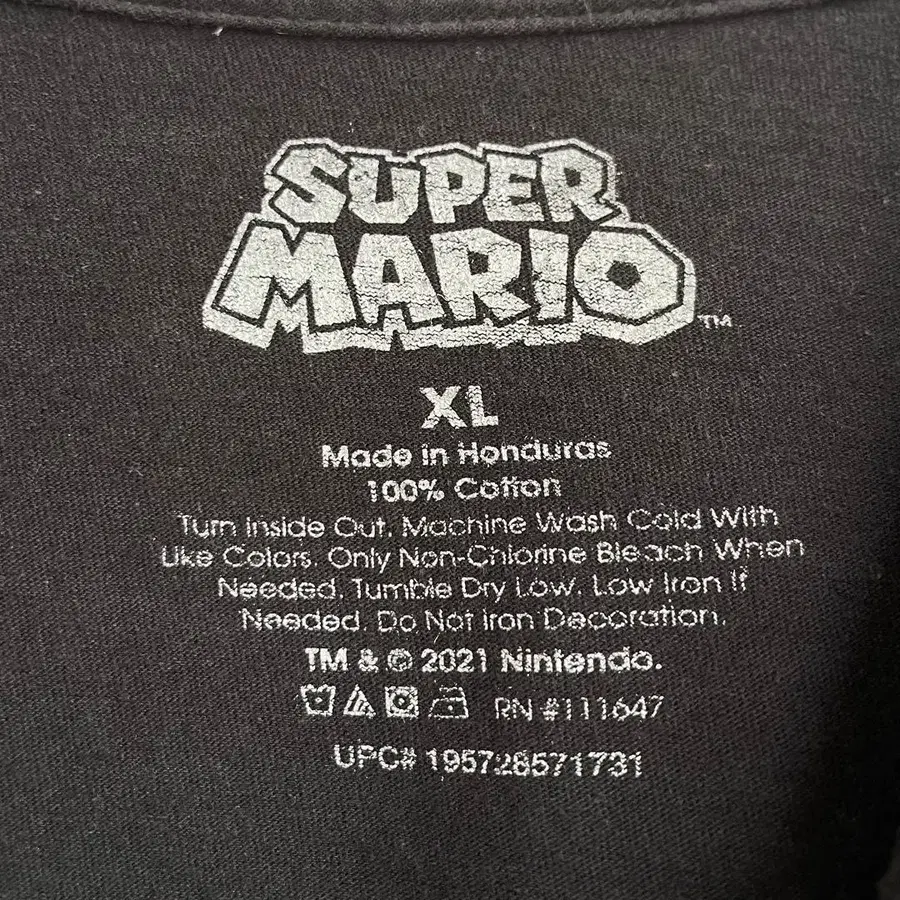 SUPER
MARIO™
XL
Made in Honduras
100% Cotton
Turn Inside Out. Machine Wash Cold With
Like Colors. Only Non-Chlorine Bleach When
Needed. Tumble Dry Low. Low Iron If
Needed. Do Not Iron Decoration.
TM & © 2021 Nintendo.
RN #111647
UPC# 195728571731